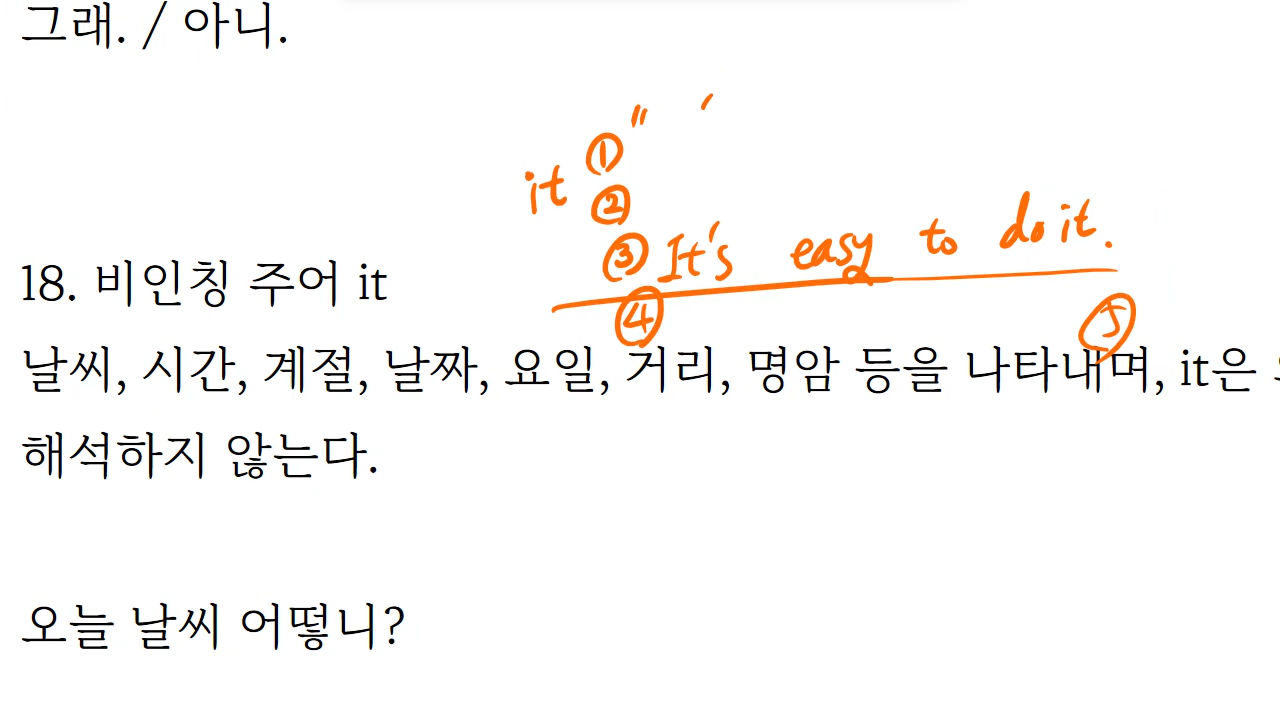 그래. / 아니.
it ① " '
②
③ It's easy to do it.
④ ⑤
18. 비인칭 주어 it
날씨, 시간, 계절, 날짜, 요일, 거리, 명암 등을 나타내며, it은
해석하지 않는다.
오늘 날씨 어떻니?